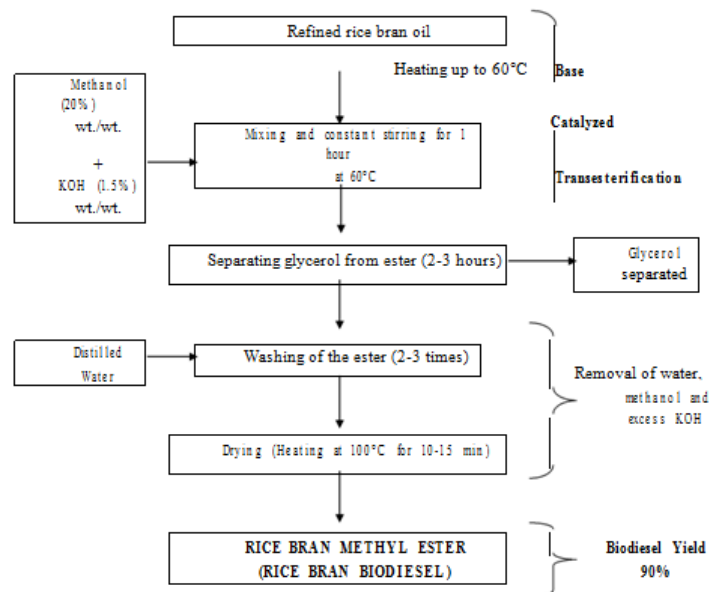 Refined rice bran oil
Heating up to 60°C
Base
Methanol
(20%)
wt./wt.
+
KOH (1.5%)
wt./wt.
Mixing and constant stirring for 1
hour
at 60°C
Catalyzed
Transesterification
Separating glycerol from ester (2-3 hours)
Glycerol
separated
Distilled
Water
Washing of the ester (2-3 times)
Removal of water,
methanol and
excess KOH
Drying (Heating at 100°C for 10-15 min)
RICE BRAN METHYL ESTER
(RICE BRAN BIODIESEL)
Biodiesel Yield
90%